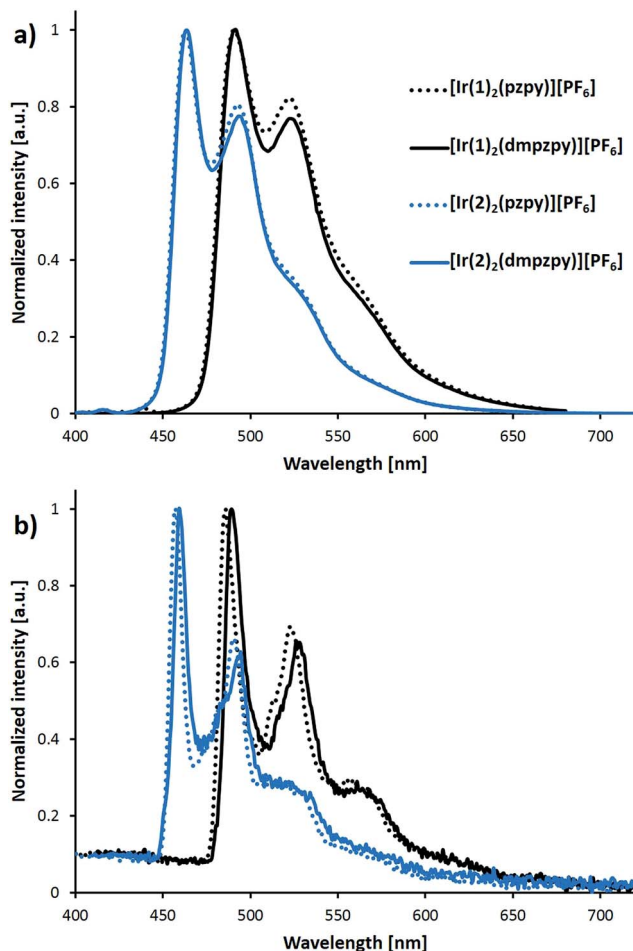 a)
Normalized intensity [a.u.]
1
0.8
0.6
0.4
0.2
0
400 450 500 550 600 650 700
Wavelength [nm]
[Ir(1)₂(pzpy)][PF₆]
[Ir(1)₂(dmpzpy)][PF₆]
[Ir(2)₂(pzpy)][PF₆]
[Ir(2)₂(dmpzpy)][PF₆]
b)
Normalized intensity [a.u.]
1
0.8
0.6
0.4
0.2
0
400 450 500 550 600 650 700
Wavelength [nm]